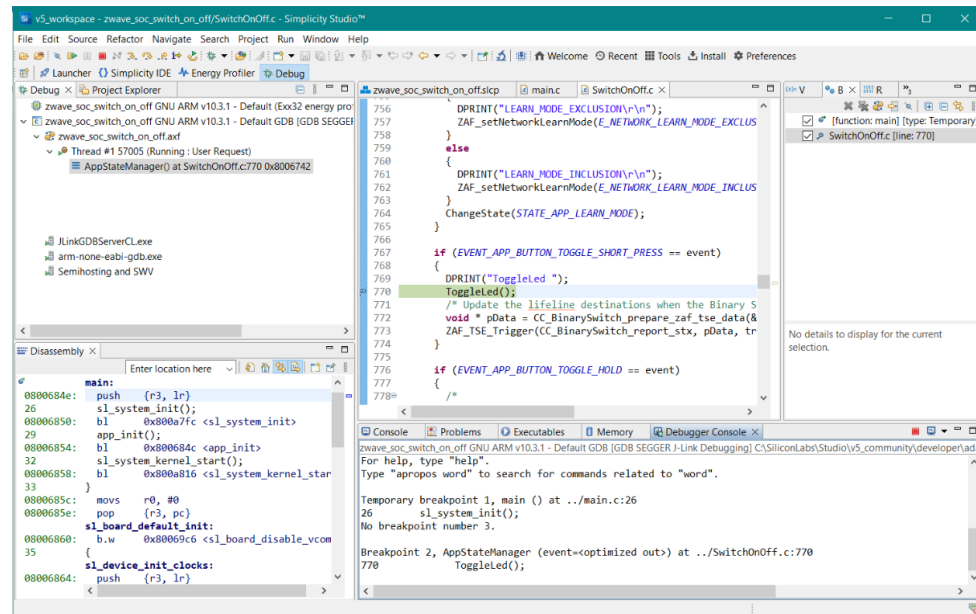 v5_workspace - zwave_soc_switch_on_off/SwitchOnOff.c - Simplicity Studio™
File Edit Source Refactor Navigate Search Project Run Window Help
Welcome Recent Tools Install Preferences
Launcher {} Simplicity IDE Energy Profiler Debug
Debug Project Explorer
zwave_soc_switch_on_off GNU ARM v10.3.1 - Default (Exx32 energy pro
zwave_soc_switch_on_off GNU ARM v10.3.1 - Default GDB [GDB SEGGER
zwave_soc_switch_on_off.axf
Thread #1 57005 (Running : User Request)
AppStateManager() at SwitchOnOff.c:770 0x8006742
JLinkGDBServerCL.exe
arm-none-eabi-gdb.exe
Semihosting and SWV
zwave_soc_switch_on_off.slcp main.c SwitchOnOff.c
756 DPRINT("LEARN_MODE_EXCLUSION\r\n");
757 ZAF_setNetworkLearnMode(E_NETWORK_LEARN_MODE_EXCLUS
758 }
759 else
760 {
761 DPRINT("LEARN_MODE_INCLUSION\r\n");
762 ZAF_setNetworkLearnMode(E_NETWORK_LEARN_MODE_INCLUS
763 }
764 ChangeState(STATE_APP_LEARN_MODE);
765 }
766
767 if (EVENT_APP_BUTTON_TOGGLE_SHORT_PRESS == event)
768 {
769 DPRINT("ToggleLed ");
770 ToggleLed();
771 /* Update the lifeline destinations when the Binary S
772 void * pData = CC_BinarySwitch_prepare_zaf_tse_data(&
773 ZAF_TSE_Trigger(CC_BinarySwitch_report_stx, pData, tr
774 }
775
776 if (EVENT_APP_BUTTON_TOGGLE_HOLD == event)
777 {
778 /*
V B R »5
[function: main] [type: Temporary]
SwitchOnOff.c [line: 770]
No details to display for the current
selection.
Disassembly
Enter location here
main:
0800684e: push {r3, lr}
26 sl_system_init();
08006850: bl 0x800a7fc <sl_system_init>
29 app_init();
08006854: bl 0x800684c <app_init>
32 sl_system_kernel_start();
08006858: bl 0x800a816 <sl_system_kernel_star
33 }
0800685c: movs r0, #0
0800685e: pop {r3, pc}
sl_board_default_init:
08006860: b.w 0x80069c6 <sl_board_disable_vcom
35 {
sl_device_init_clocks:
08006864: push {r3, lr}
Console Problems Executables Memory Debugger Console
zwave_soc_switch_on_off GNU ARM v10.3.1 - Default GDB [GDB SEGGER J-Link Debugging] C:\SiliconLabs\Studio\v5_community\developer\ad
For help, type "help".
Type "apropos word" to search for commands related to "word".
Temporary breakpoint 1, main () at ../main.c:26
26 sl_system_init();
No breakpoint number 3.
Breakpoint 2, AppStateManager (event=<optimized out>) at ../SwitchOnOff.c:770
770 ToggleLed();